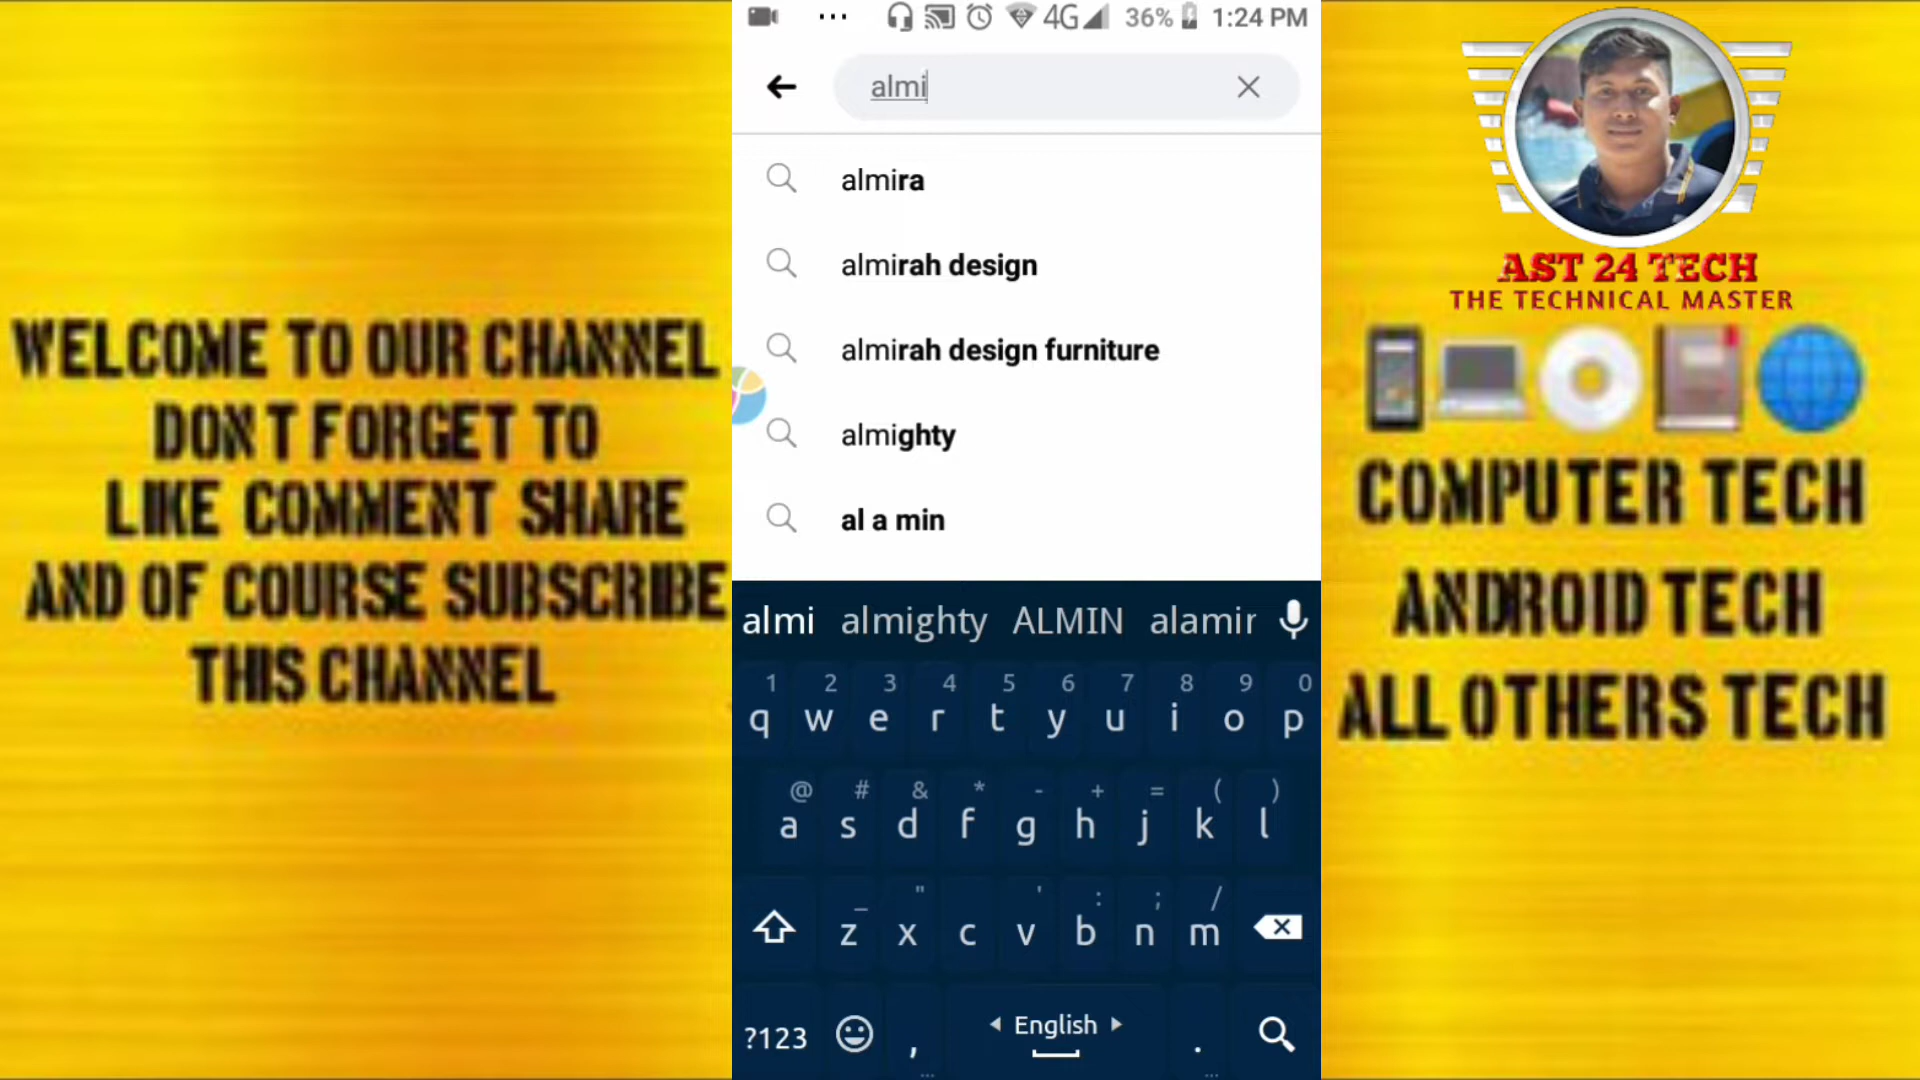 WELCOME TO OUR CHANNEL
DON T FORGET TO
LIKE COMMENT SHARE
AND OF COURSE SUBSCRIBE
THIS CHANNEL
... 4G 36% 1:24 PM
almi
almira
almirah design
almirah design furniture
almighty
al a min
almi almighty ALMIN alamir
1 2 3 4 5 6 7 8 9 0
q w e r t y u i o p
@ # & * - + = ( )
a s d f g h j k l
_ " ' : ; /
z x c v b n m
?123 , English .
AST 24 TECH
THE TECHNICAL MASTER
COMPUTER TECH
ANDROID TECH
ALL OTHERS TECH